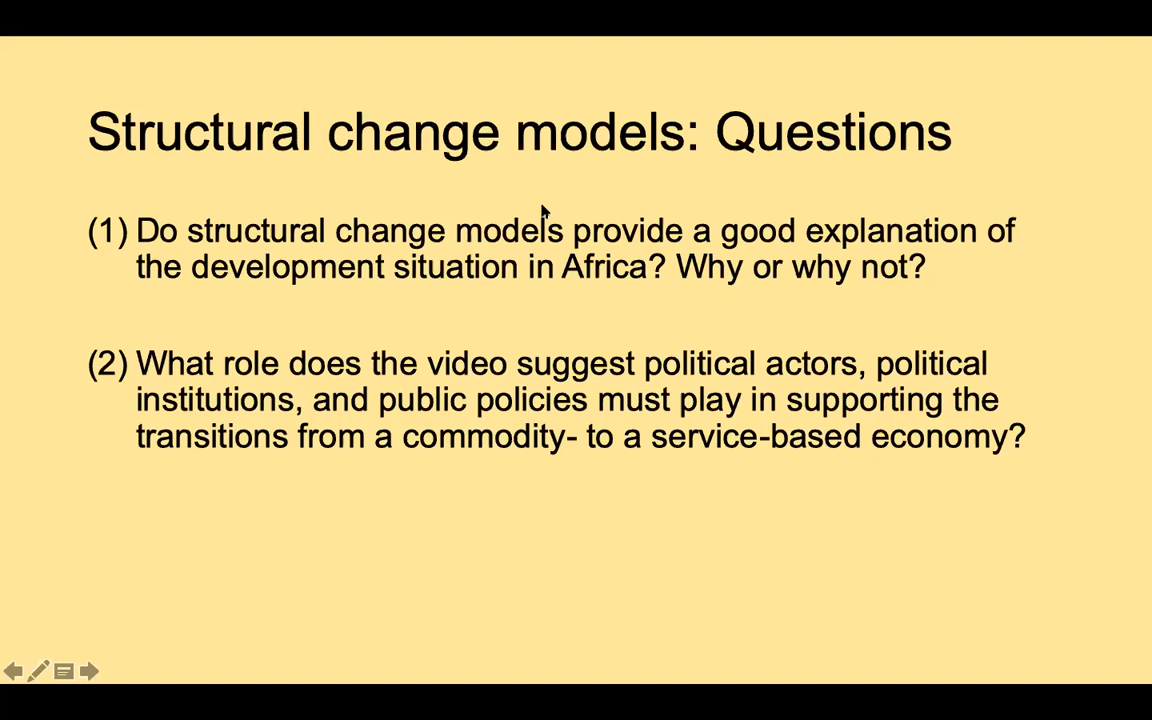 Structural change models: Questions
(1) Do structural change models provide a good explanation of
the development situation in Africa? Why or why not?
(2) What role does the video suggest political actors, political
institutions, and public policies must play in supporting the
transitions from a commodity- to a service-based economy?